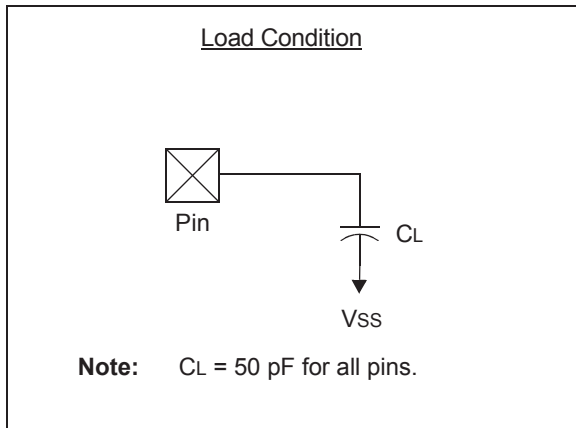 Load Condition
Pin
CL
VSS
Note: CL = 50 pF for all pins.